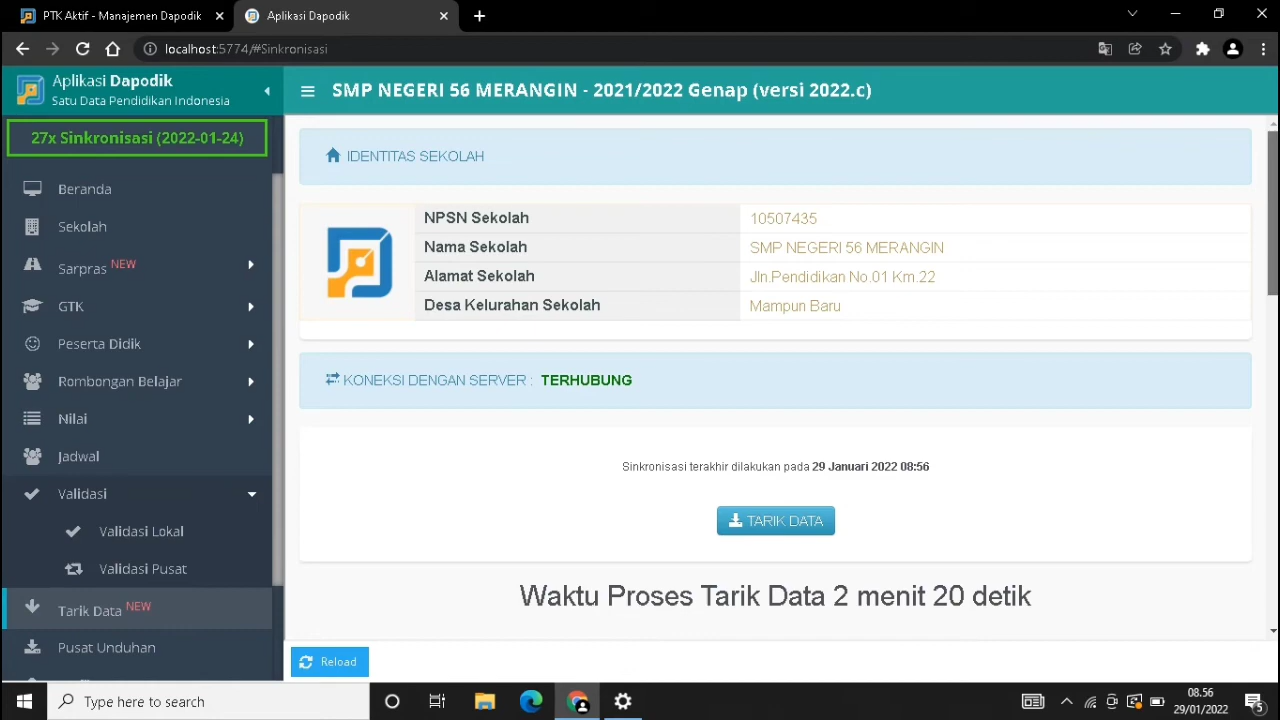 PTK Aktif - Manajemen Dapodik
Aplikasi Dapodik
localhost:5774/#Sinkronisasi
Aplikasi Dapodik
Satu Data Pendidikan Indonesia
SMP NEGERI 56 MERANGIN - 2021/2022 Genap (versi 2022.c)
27x Sinkronisasi (2022-01-24)
Beranda
Sekolah
Sarpras NEW
GTK
Peserta Didik
Rombongan Belajar
Nilai
Jadwal
Validasi
Validasi Lokal
Validasi Pusat
Tarik Data NEW
Pusat Unduhan
IDENTITAS SEKOLAH
NPSN Sekolah 10507435
Nama Sekolah SMP NEGERI 56 MERANGIN
Alamat Sekolah Jln.Pendidikan No.01 Km.22
Desa Kelurahan Sekolah Mampun Baru
KONEKSI DENGAN SERVER : TERHUBUNG
Sinkronisasi terakhir dilakukan pada 29 Januari 2022 08:56
TARIK DATA
Waktu Proses Tarik Data 2 menit 20 detik
Reload
Type here to search
08.56
29/01/2022
5